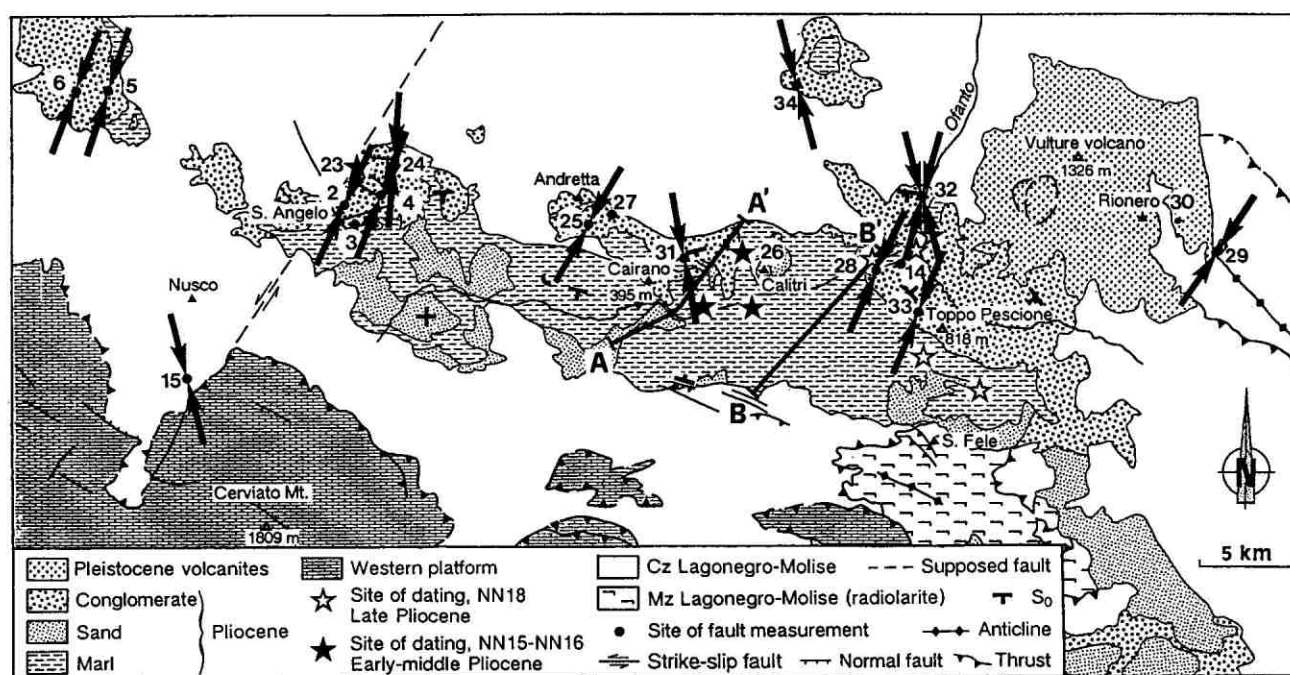 6
5
34
Ofanto
Vulture volcano
1326 m
23
24
2
4
S. Angelo
3
Andretta
27
25
A'
32
Rionero
30
31
26
B'
28
14
29
Cairano
395 m
Calitri
Nusco
33
Toppo Pescione
818 m
A
15
B
S. Fele
N
Cerviato Mt.
1809 m
5 km
Pleistocene volcanites
Conglomerate
Sand
Marl
Pliocene
Western platform
Site of dating, NN18
Late Pliocene
Site of dating, NN15-NN16
Early-middle Pliocene
Cz Lagonegro-Molise
Mz Lagonegro-Molise (radiolarite)
Site of fault measurement
Strike-slip fault
Normal fault
Supposed fault
S₀
Anticline
Thrust